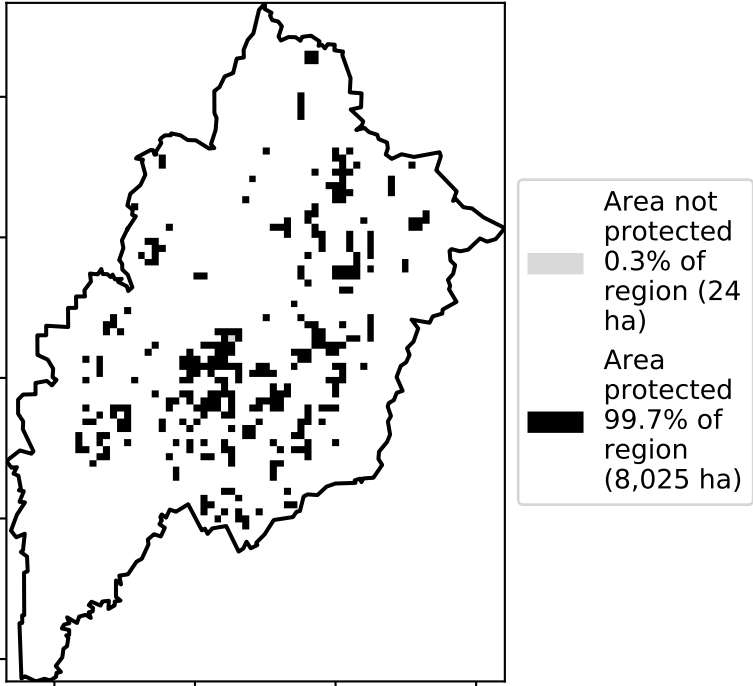 Area not
protected
0.3% of
region (24
ha)
Area
protected
99.7% of
region
(8,025 ha)